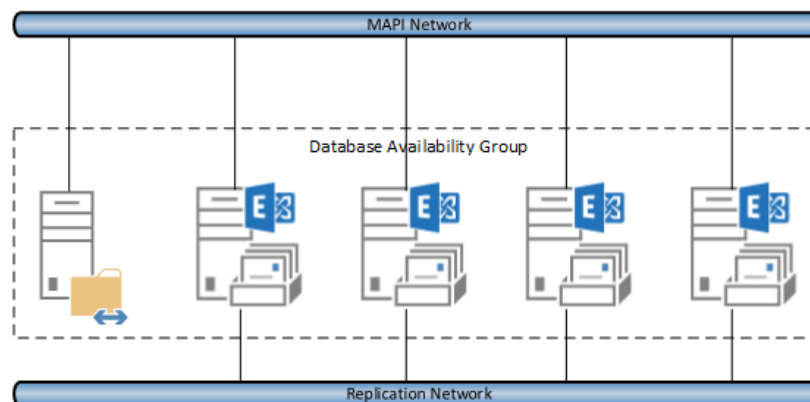 MAPI Network
Database Availability Group
E
E
E
E
Replication Network